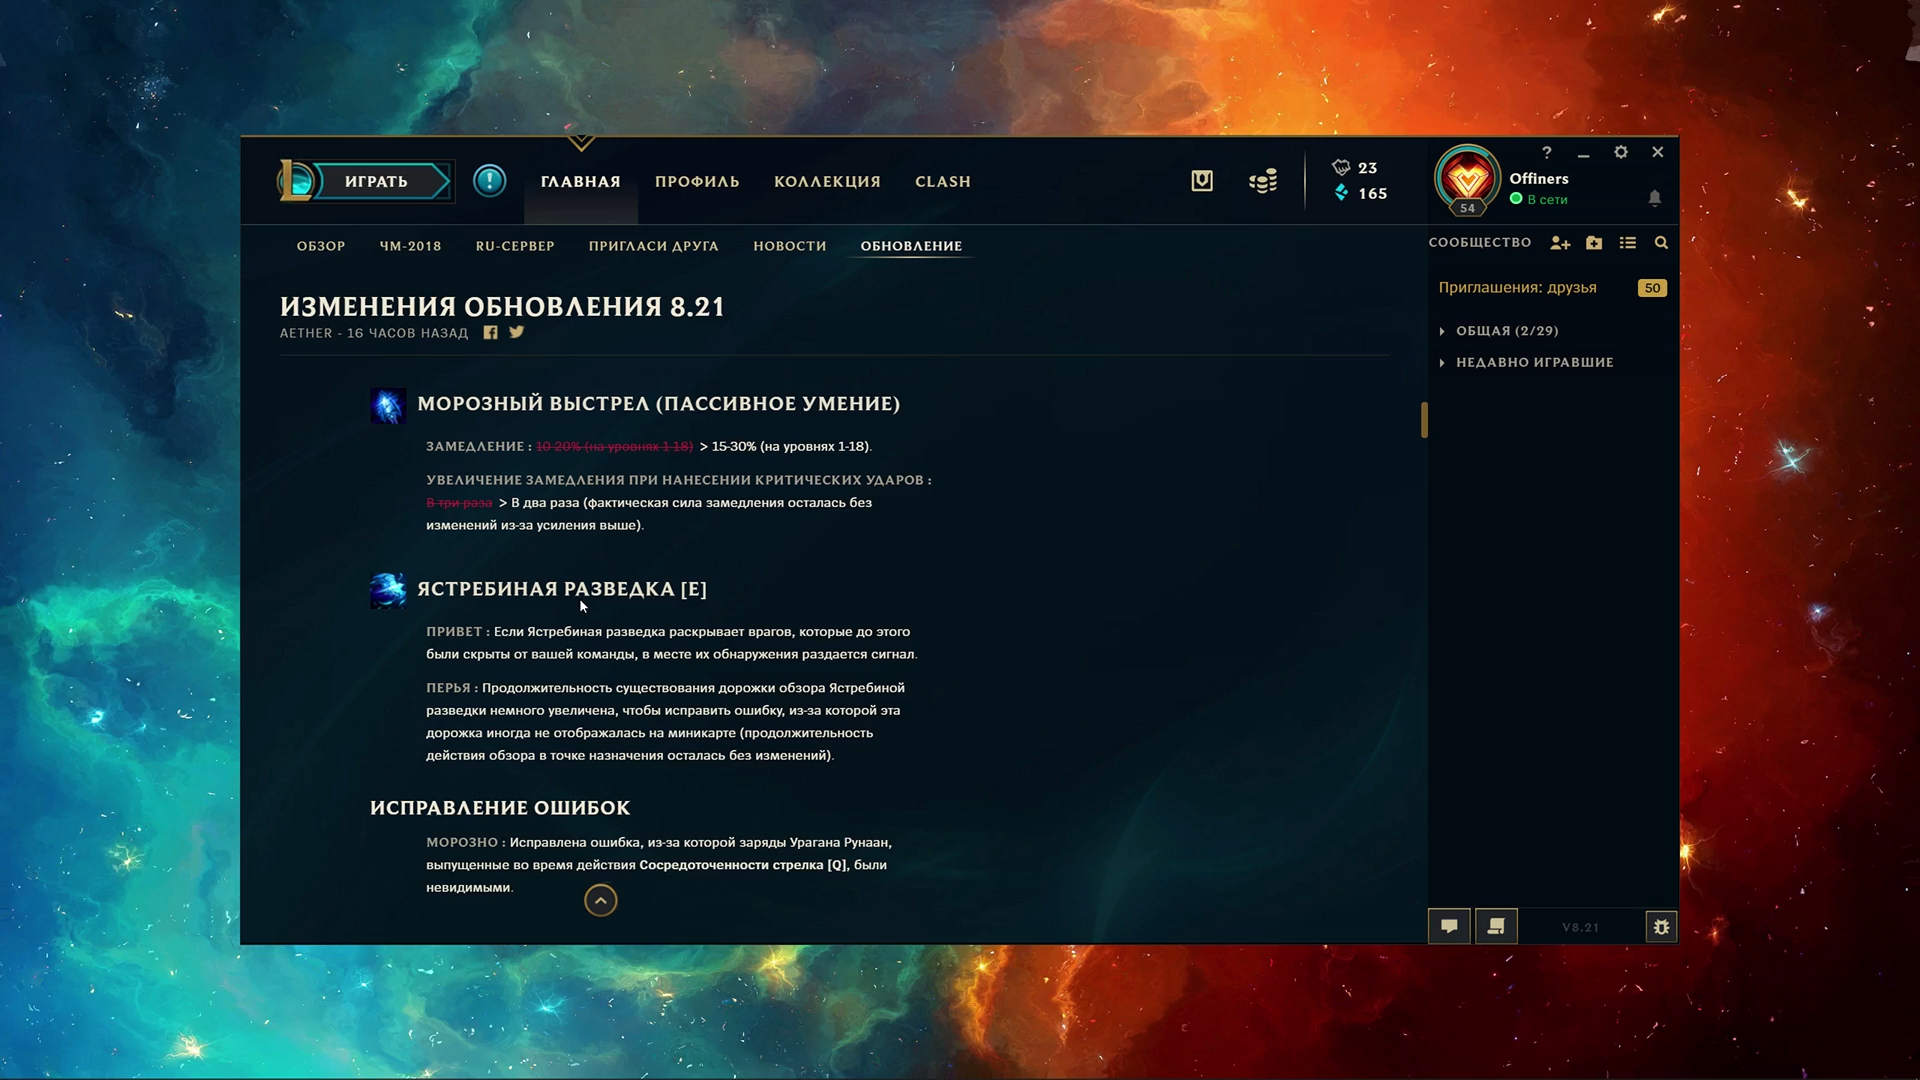 ИГРАТЬ
ГЛАВНАЯ
ПРОФИЛЬ
КОЛЛЕКЦИЯ
CLASH
23
165
54
Offiners
В сети
ОБЗОР
ЧМ-2018
RU-СЕРВЕР
ПРИГЛАСИ ДРУГА
НОВОСТИ
ОБНОВЛЕНИЕ
СООБЩЕСТВО
Приглашения: друзья
50
ОБЩАЯ (2/29)
НЕДАВНО ИГРАВШИЕ
ИЗМЕНЕНИЯ ОБНОВЛЕНИЯ 8.21
AETHER - 16 ЧАСОВ НАЗАД
МОРОЗНЫЙ ВЫСТРЕЛ (ПАССИВНОЕ УМЕНИЕ)
ЗАМЕДЛЕНИЕ : 10-20% (на уровнях 1-18) > 15-30% (на уровнях 1-18).
УВЕЛИЧЕНИЕ ЗАМЕДЛЕНИЯ ПРИ НАНЕСЕНИИ КРИТИЧЕСКИХ УДАРОВ :
В три раза > В два раза (фактическая сила замедления осталась без
изменений из-за усиления выше).
ЯСТРЕБИНАЯ РАЗВЕДКА [E]
ПРИВЕТ : Если Ястребиная разведка раскрывает врагов, которые до этого
были скрыты от вашей команды, в месте их обнаружения раздается сигнал.
ПЕРЬЯ : Продолжительность существования дорожки обзора Ястребиной
разведки немного увеличена, чтобы исправить ошибку, из-за которой эта
дорожка иногда не отображалась на миникарте (продолжительность
действия обзора в точке назначения осталась без изменений).
ИСПРАВЛЕНИЕ ОШИБОК
МОРОЗНО : Исправлена ошибка, из-за которой заряды Урагана Рунаан,
выпущенные во время действия Сосредоточенности стрелка [Q], были
невидимыми.
V8.21